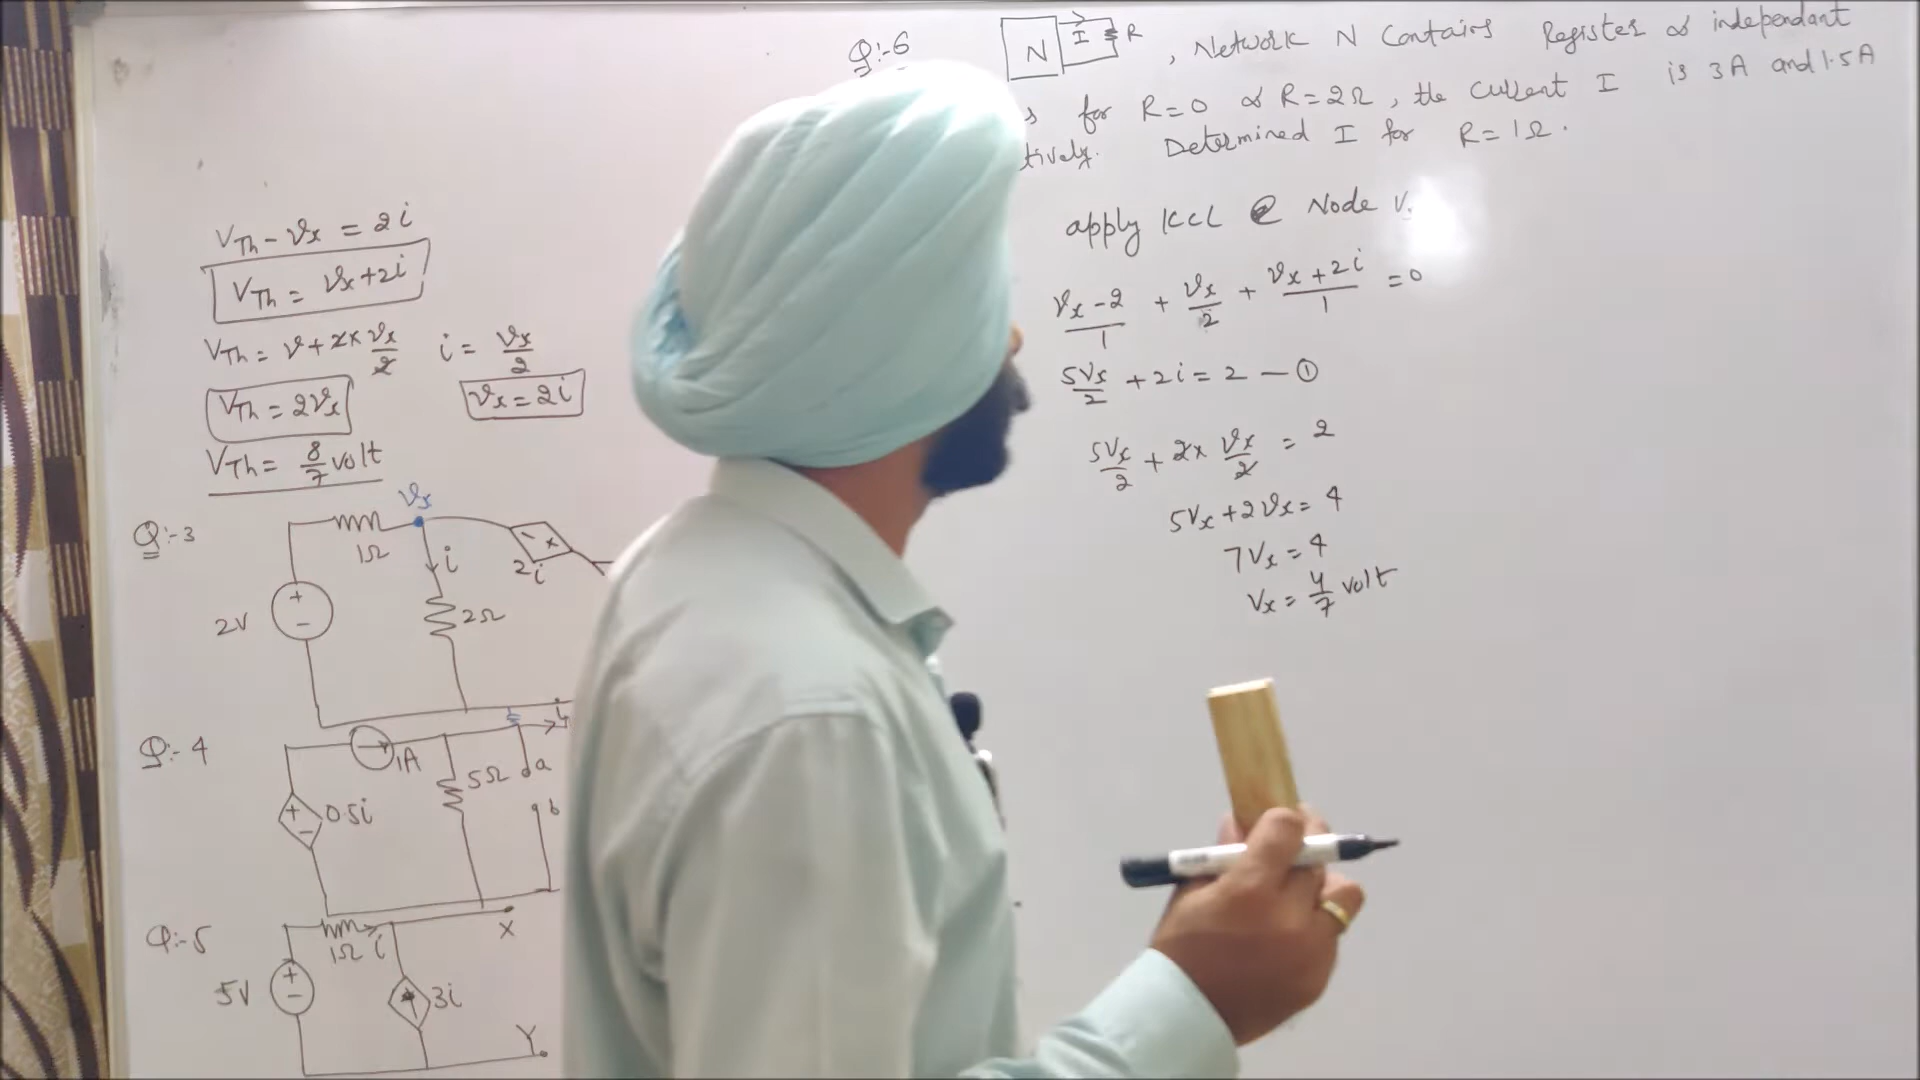 Q:-6
N I R , Network N Contains Register & independant
for R=0 & R=2Ω, the current I is 3A and 1.5A
tively. Determined I for R=1Ω.
VTh - Vx = 2i
VTh = Vx+2i
VTh = V+2×Vx/2
i = Vx/2
VTh = 2Vx
Vx = 2i
VTh = 8/7 volt
apply KCL @ Node V
Vx-2/1 + Vx/2 + Vx+2i/1 =0
5Vx/2 +2i=2 —①
5Vx/2 + 2× Vx/2 = 2
5Vx+2Vx=4
7Vx=4
Vx = 4/7 volt
Q:-3
Vx
1Ω
i
- +
2i
2V
+
-
2Ω
Q:-4
1A
5Ω
a
b
+
-
0.5i
Q:-5
1Ω i
X
5V
+
-
3i
Y